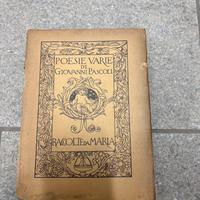 POESIE VARIE
DI
GIOVANNI PASCOLI
RACCOLTE DA MARIA